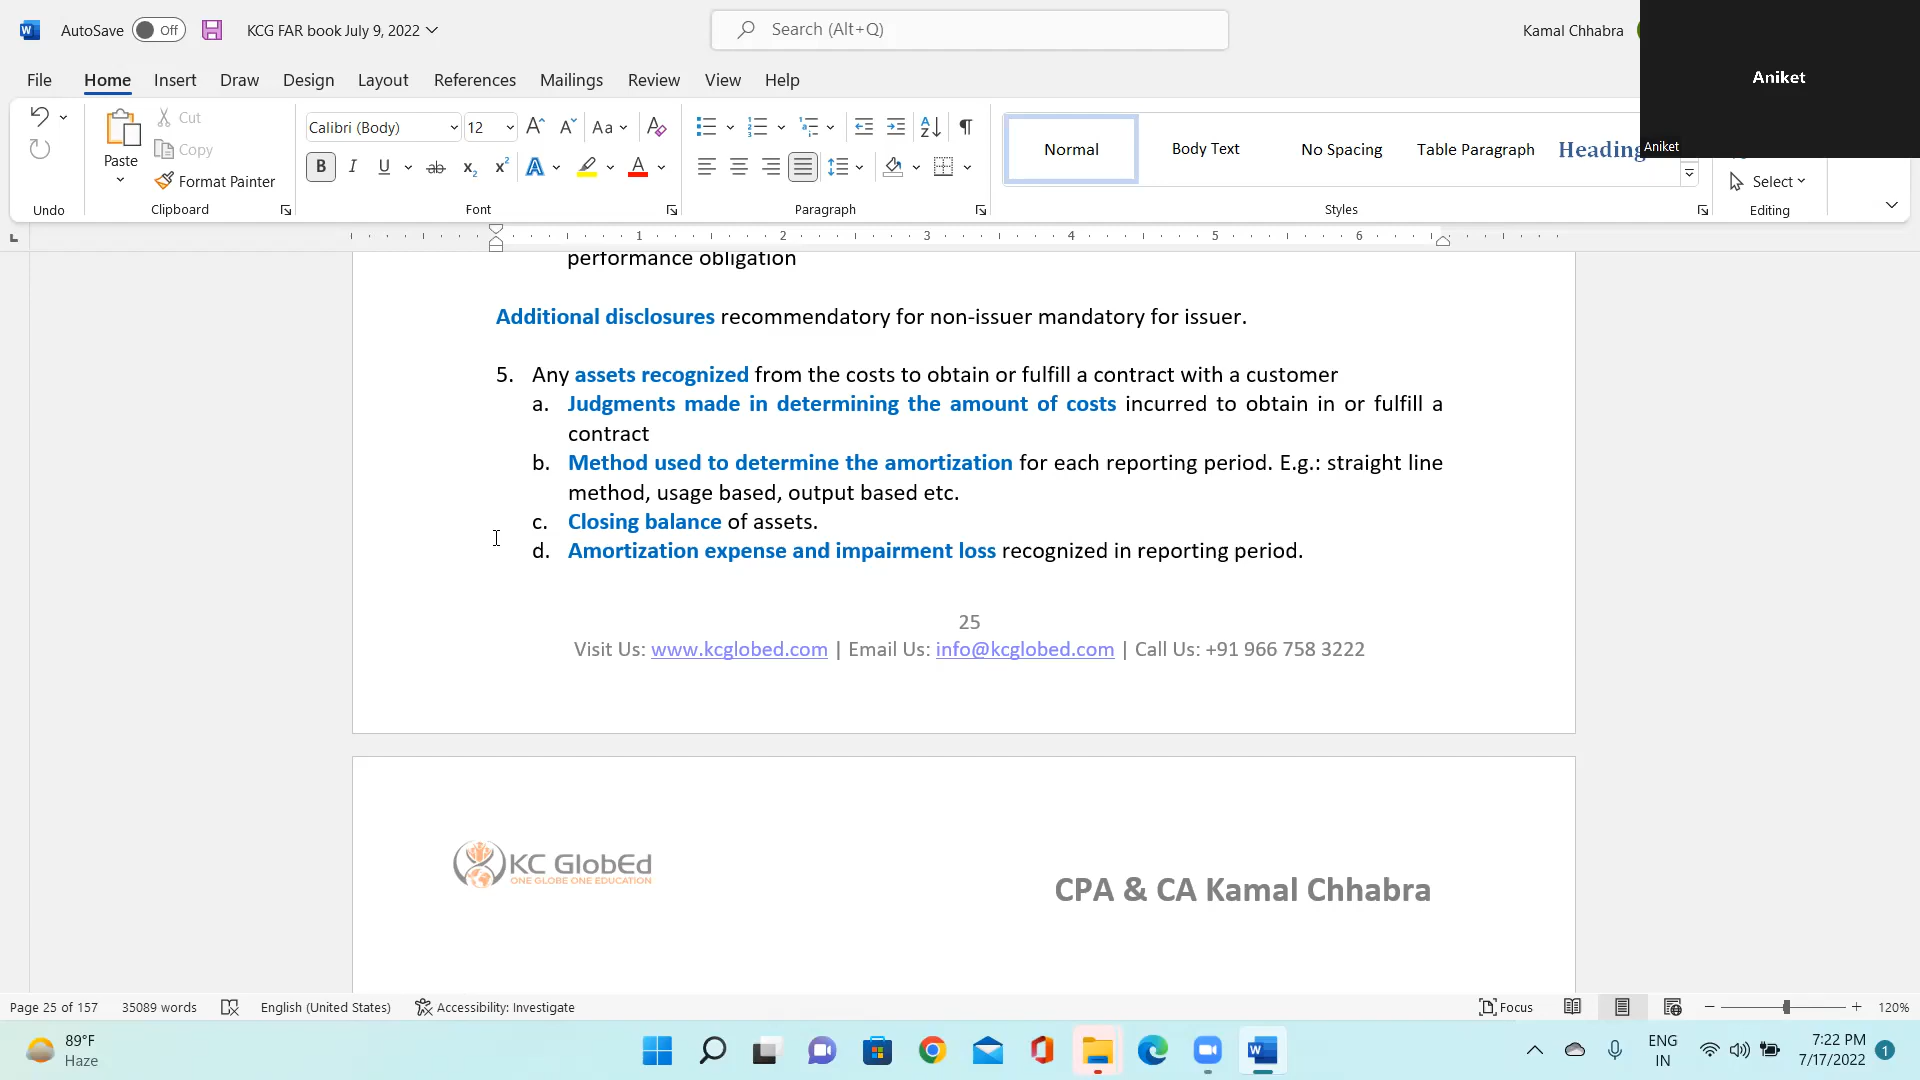 AutoSave Off KCG FAR book July 9, 2022 Search (Alt+Q) Kamal Chhabra
Aniket
File Home Insert Draw Design Layout References Mailings Review View Help
Paste Cut
Copy
Format Painter
Calibri (Body) 12
Normal Body Text No Spacing Table Paragraph Heading
Aniket
Select
Undo Clipboard Font Paragraph Styles Editing
1 2 3 4 5 6
performance obligation
Additional disclosures recommendatory for non-issuer mandatory for issuer.
5. Any assets recognized from the costs to obtain or fulfill a contract with a customer
a. Judgments made in determining the amount of costs incurred to obtain in or fulfill a
contract
b. Method used to determine the amortization for each reporting period. E.g.: straight line
method, usage based, output based etc.
c. Closing balance of assets.
d. Amortization expense and impairment loss recognized in reporting period.
25
Visit Us: www.kcglobed.com | Email Us: info@kcglobed.com | Call Us: +91 966 758 3222
KC GlobEd
ONE GLOBE ONE EDUCATION
CPA & CA Kamal Chhabra
Page 25 of 157 35089 words English (United States) Accessibility: Investigate Focus 120%
89°F
Haze
ENG
IN
7:22 PM
7/17/2022
1